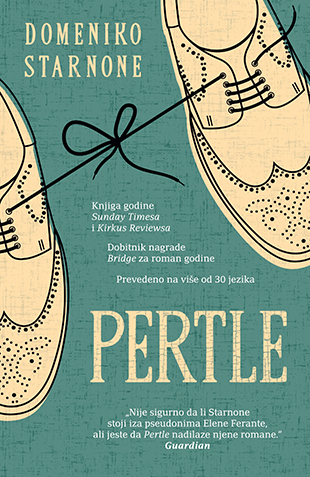 DOMENIKO
STARNONE
Knjiga godine
Sunday Timesa
i Kirkus Reviewsa
Dobitnik nagrade
Bridge za roman godine
Prevedeno na više od 30 jezika
PERTLE
„Nije sigurno da li Starnone
stoji iza pseudonima Elene Ferante,
ali jeste da Pertle nadilaze njene romane.“
Guardian